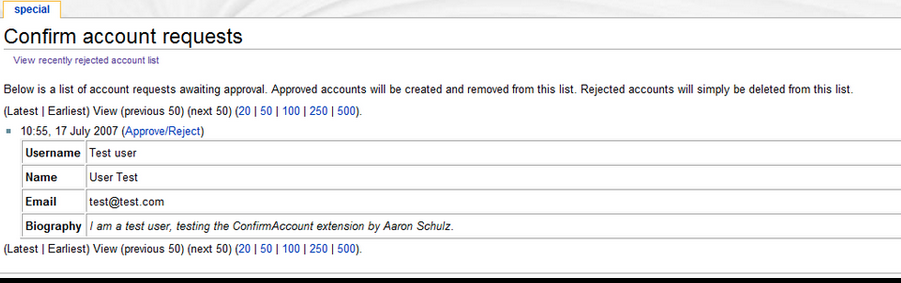 special
Confirm account requests
View recently rejected account list
Below is a list of account requests awaiting approval. Approved accounts will be created and removed from this list. Rejected accounts will simply be deleted from this list.
(Latest | Earliest) View (previous 50) (next 50) (20 | 50 | 100 | 250 | 500).
10:55, 17 July 2007 (Approve/Reject)
Username Test user
Name User Test
Email test@test.com
Biography I am a test user, testing the ConfirmAccount extension by Aaron Schulz.
(Latest | Earliest) View (previous 50) (next 50) (20 | 50 | 100 | 250 | 500).